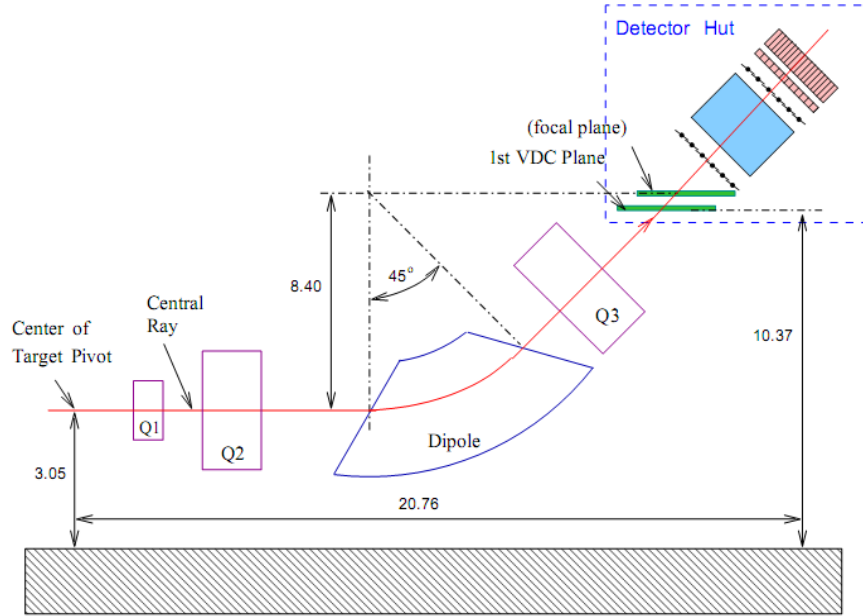 Detector Hut
(focal plane)
1st VDC Plane
45°
8.40
Central
Ray
Center of
Target Pivot
Q1
Q2
Q3
Dipole
10.37
3.05
20.76